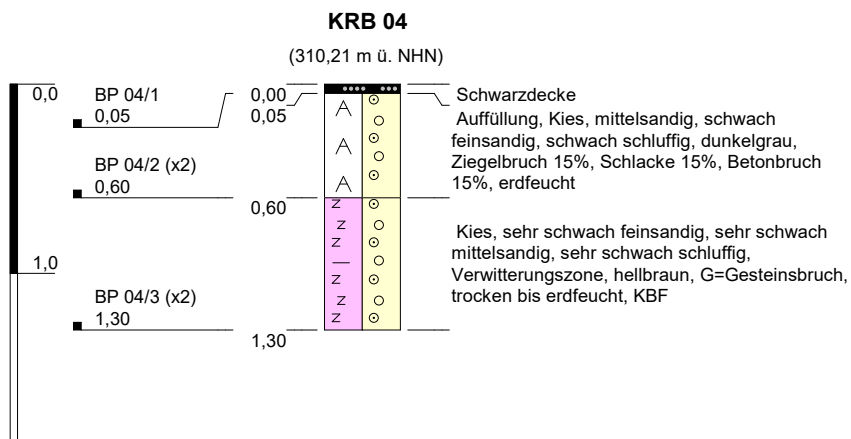 KRB 04
(310,21 m ü. NHN)
0,0
BP 04/1
0,05
0,00
0,05
Schwarzdecke
Auffüllung, Kies, mittelsandig, schwach
feinsandig, schwach schluffig, dunkelgrau,
Ziegelbruch 15%, Schlacke 15%, Betonbruch
15%, erdfeucht
A
A
A
BP 04/2 (x2)
0,60
0,60
Kies, sehr schwach feinsandig, sehr schwach
mittelsandig, sehr schwach schluffig,
Verwitterungszone, hellbraun, G=Gesteinsbruch,
trocken bis erdfeucht, KBF
Z
Z
Z
Z
Z
Z
1,0
BP 04/3 (x2)
1,30
1,30